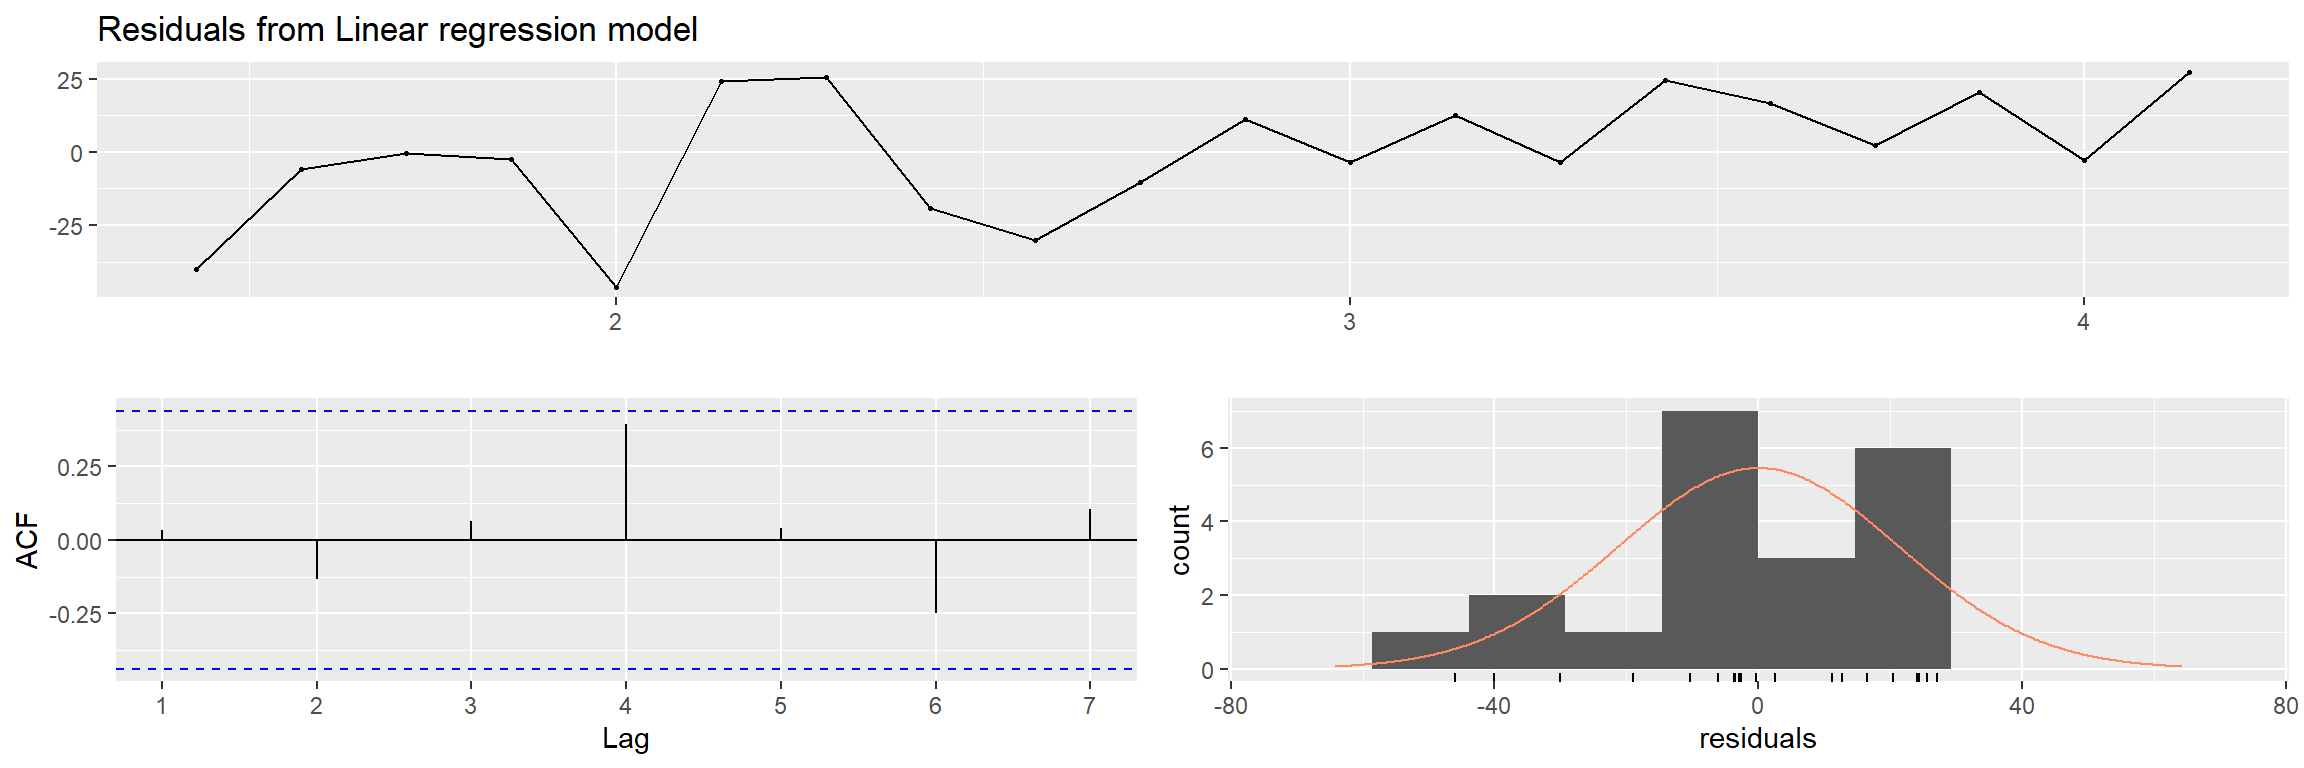 Residuals from Linear regression model
25
0
-25
2 3 4
ACF
0.25
0.00
-0.25
1 2 3 4 5 6 7
Lag
count
6
4
2
0
-80 -40 0 40 80
residuals